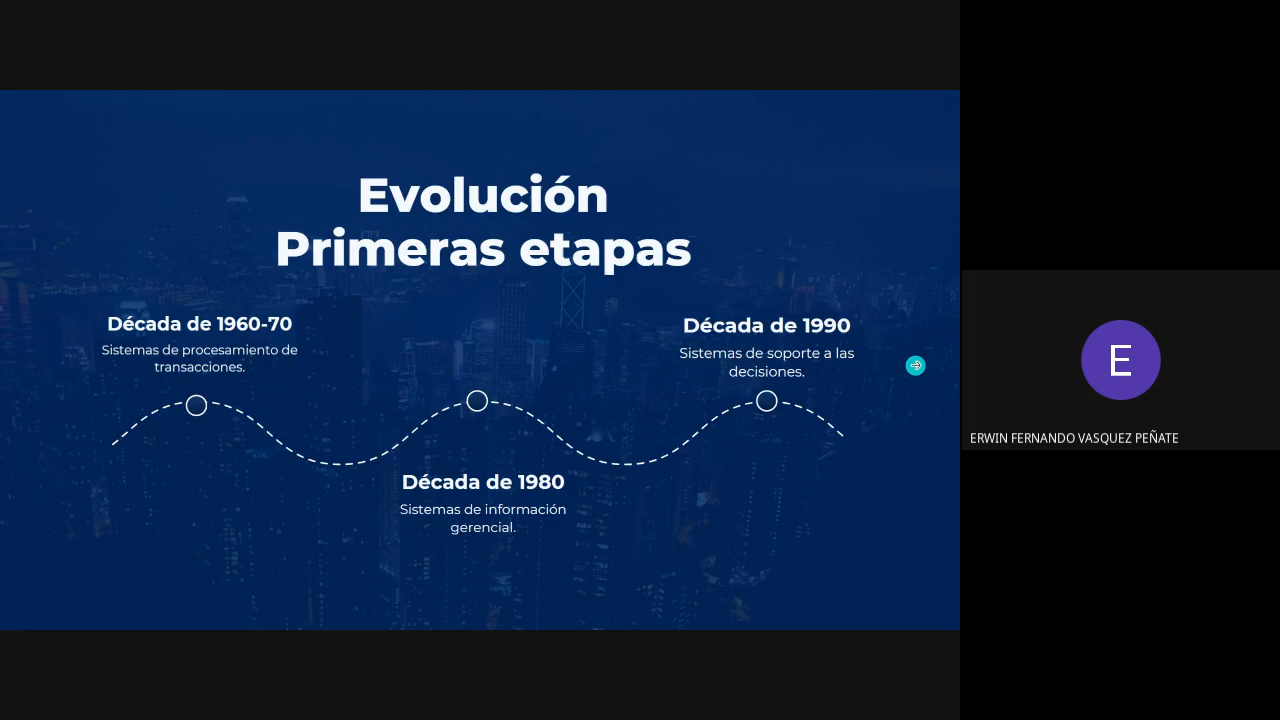 Evolución
Primeras etapas
Década de 1960-70
Sistemas de procesamiento de
transacciones.
Década de 1980
Sistemas de información
gerencial.
Década de 1990
Sistemas de soporte a las
decisiones.
E
ERWIN FERNANDO VASQUEZ PEÑATE